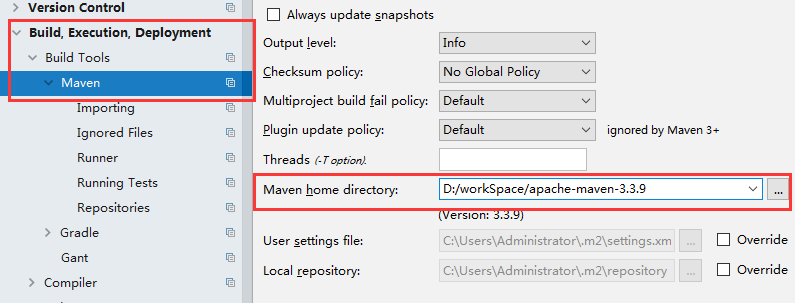 Version Control
Build, Execution, Deployment
Build Tools
Maven
Importing
Ignored Files
Runner
Running Tests
Repositories
Gradle
Gant
Compiler
Always update snapshots
Output level: Info
Checksum policy: No Global Policy
Multiproject build fail policy: Default
Plugin update policy: Default ignored by Maven 3+
Threads (-T option).
Maven home directory: D:/workSpace/apache-maven-3.3.9 ...
(Version: 3.3.9)
User settings file: C:\Users\Administrator\.m2\settings.xm ... Override
Local repository: C:\Users\Administrator\.m2\repository ... Override